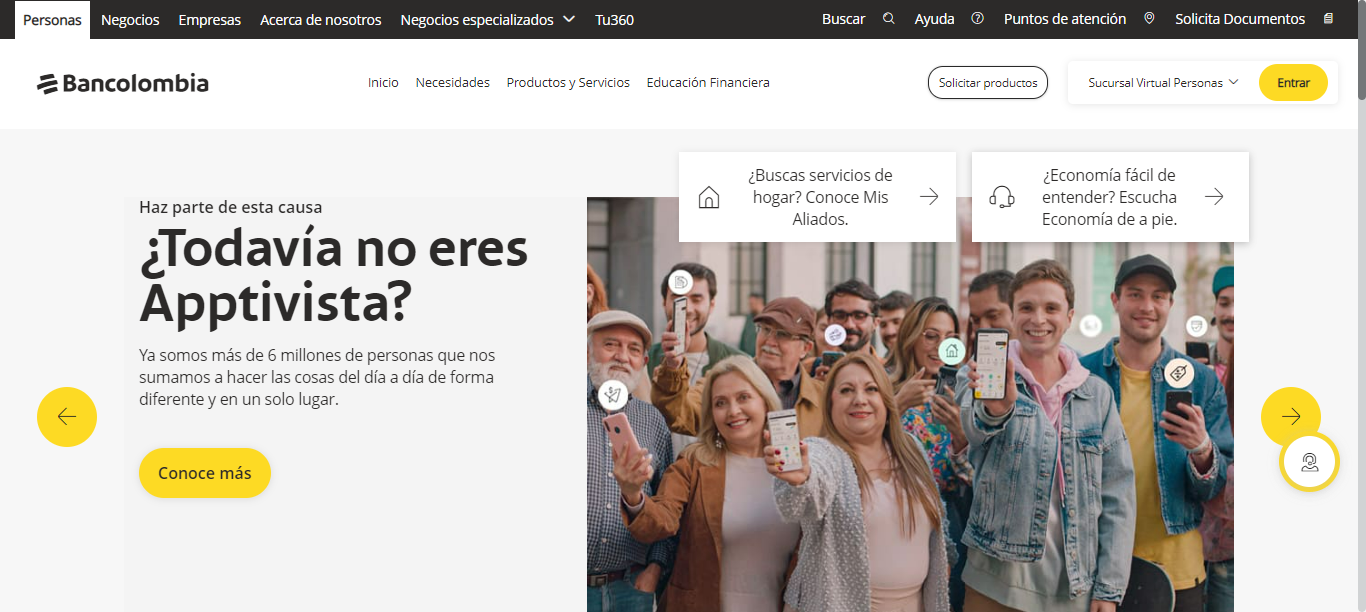 Personas Negocios Empresas Acerca de nosotros Negocios especializados Tu360 Buscar Ayuda Puntos de atención Solicita Documentos
Bancolombia Inicio Necesidades Productos y Servicios Educación Financiera Solicitar productos Sucursal Virtual Personas Entrar
¿Buscas servicios de
hogar? Conoce Mis
Aliados.
¿Economía fácil de
entender? Escucha
Economía de a pie.
Haz parte de esta causa
¿Todavía no eres
Apptivista?
Ya somos más de 6 millones de personas que nos
sumamos a hacer las cosas del día a día de forma
diferente y en un solo lugar.
Conoce más